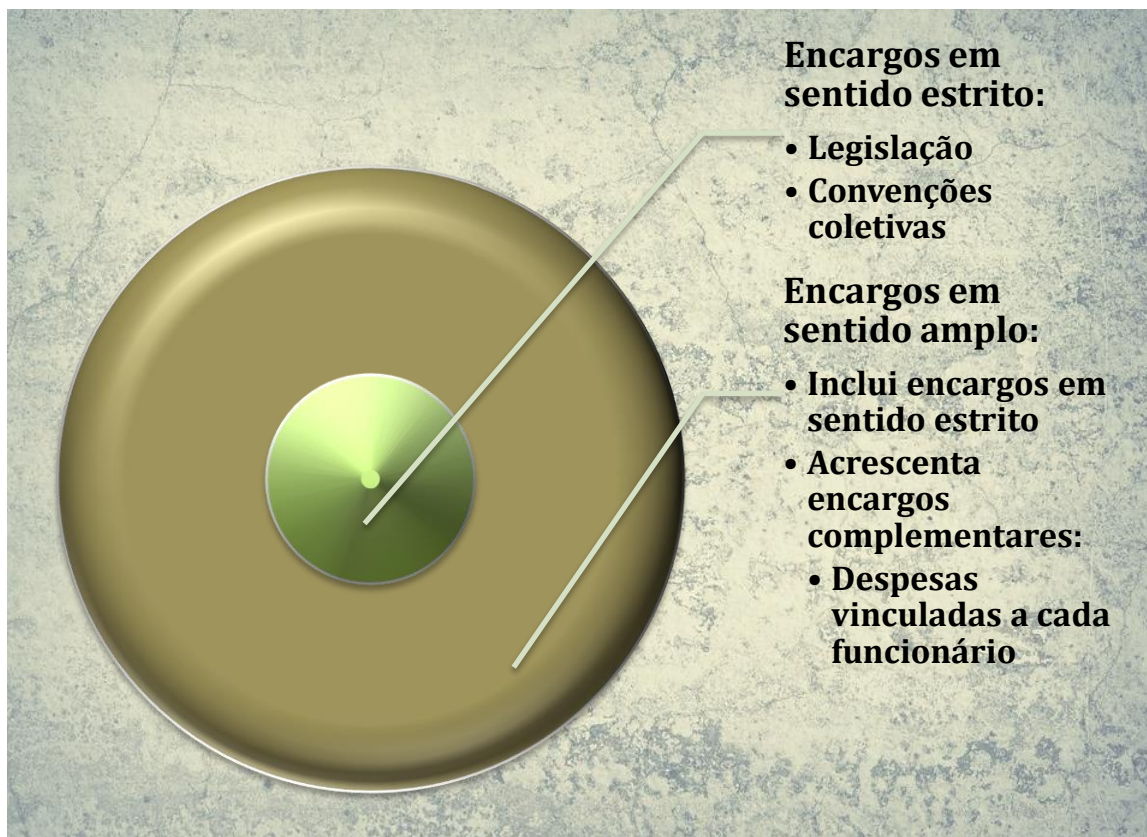 Encargos em
sentido estrito:
• Legislação
• Convenções
coletivas
Encargos em
sentido amplo:
• Inclui encargos em
sentido estrito
• Acrescenta
encargos
complementares:
• Despesas
vinculadas a cada
funcionário